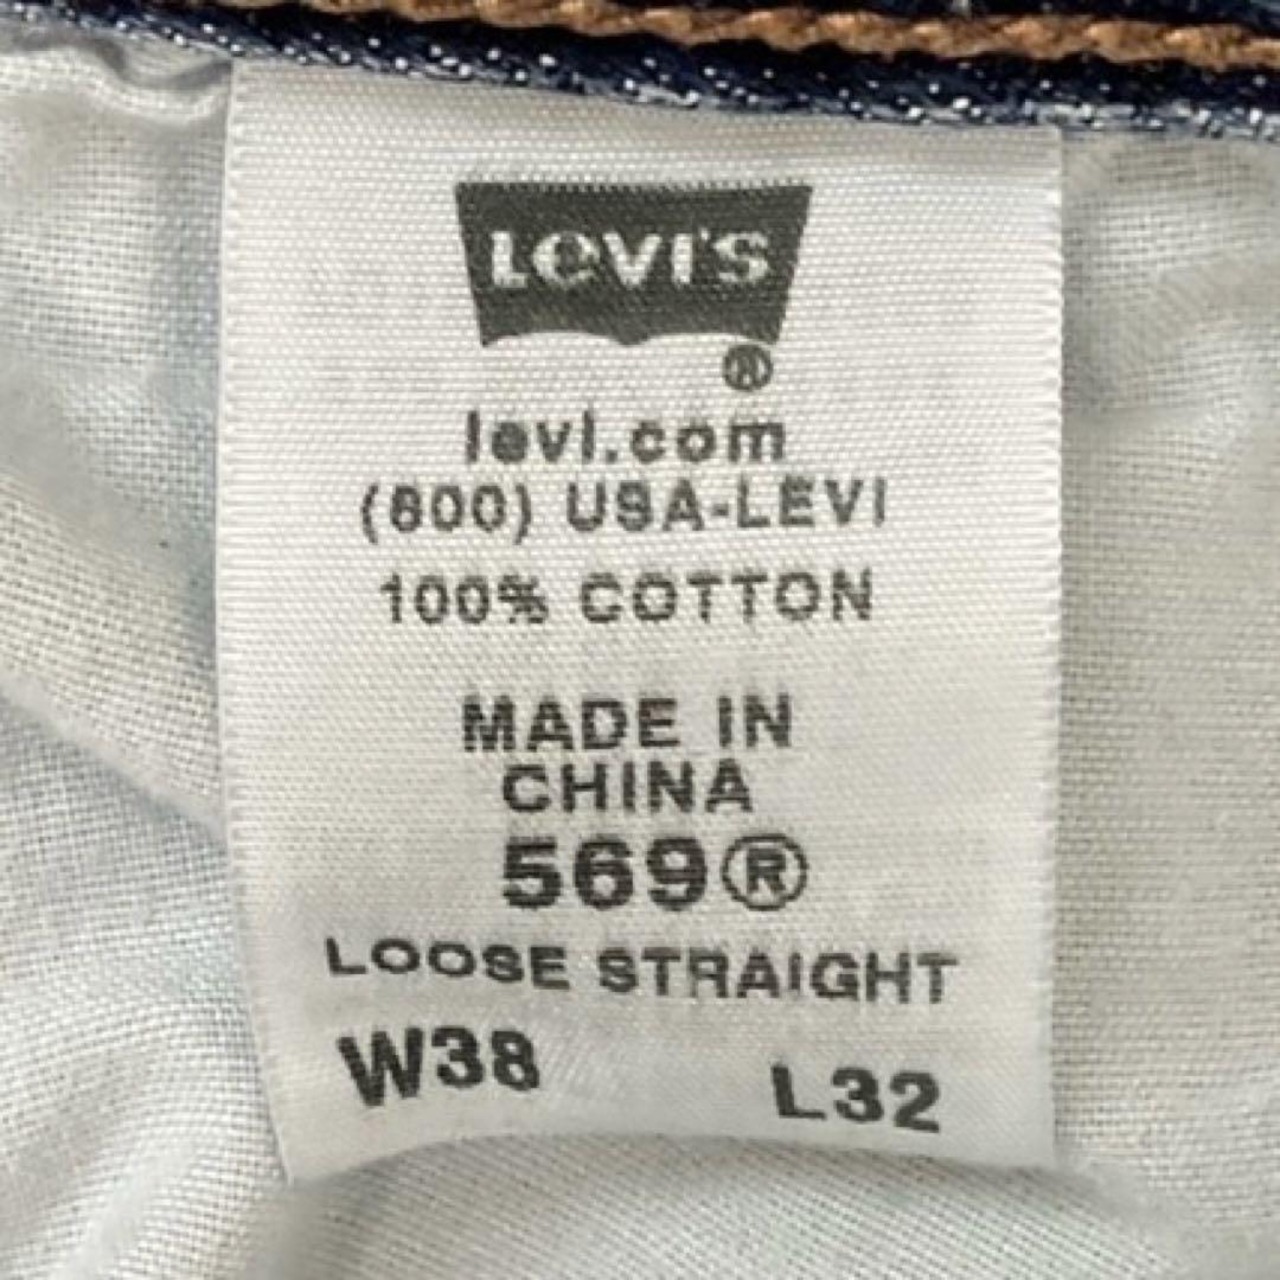 LEVI'S
®
levi.com
(800) USA-LEVI
100% COTTON
MADE IN
CHINA
569®
LOOSE STRAIGHT
W38 L32